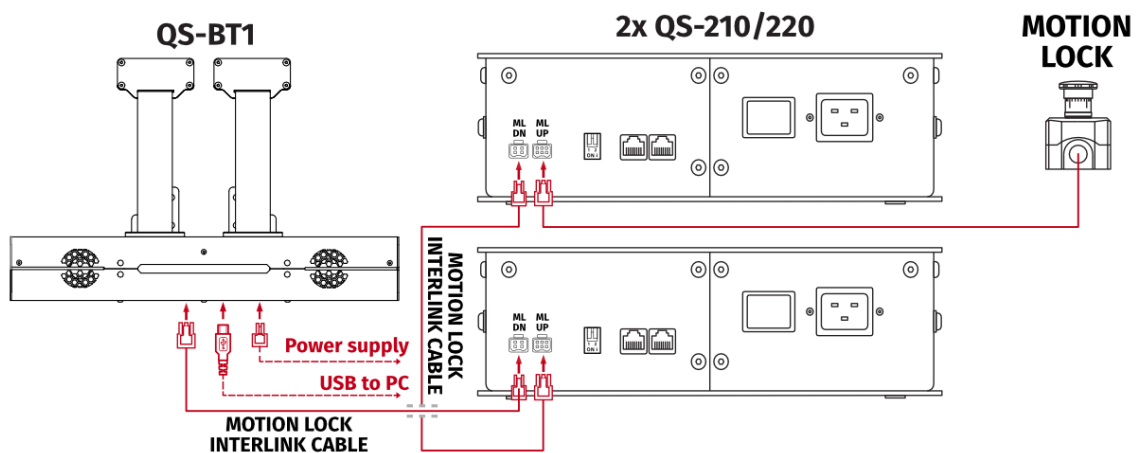 QS-BT1
2x QS-210/220
MOTION
LOCK
ML ML
DN UP
ON
MOTION LOCK
INTERLINK CABLE
ML ML
DN UP
ON
Power supply
USB to PC
MOTION LOCK
INTERLINK CABLE